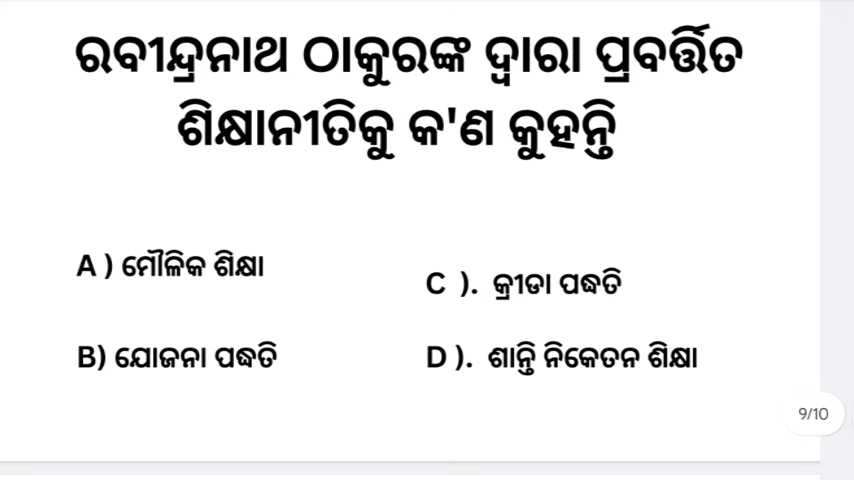 ରବୀନ୍ଦ୍ରନାଥ ଠାକୁରଙ୍କ ଦ୍ୱାରା ପ୍ରବର୍ତ୍ତିତ
ଶିକ୍ଷାନୀତିକୁ କ'ଣ କୁହନ୍ତି
A ) ମୌଳିକ ଶିକ୍ଷା
C ). କ୍ରୀଡା ପଦ୍ଧତି
B) ଯୋଜନା ପଦ୍ଧତି
D ). ଶାନ୍ତି ନିକେତନ ଶିକ୍ଷା
9/10